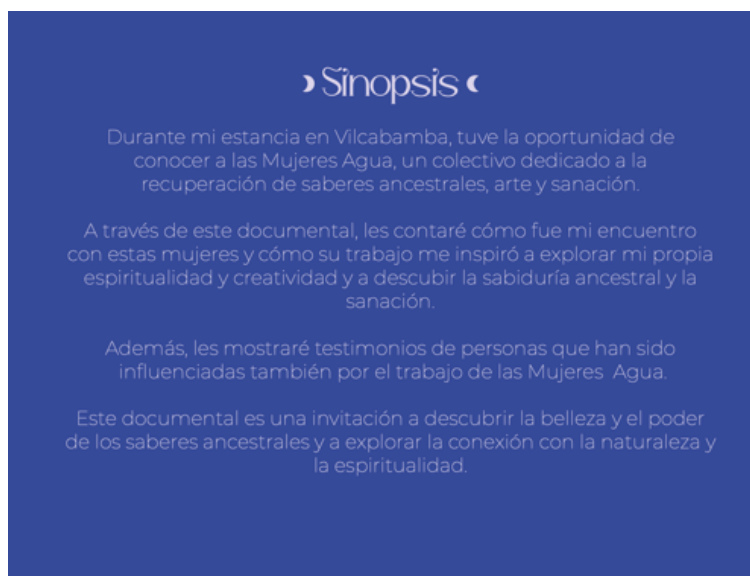 Sinopsis
Durante mi estancia en Vilcabamba, tuve la oportunidad de
conocer a las Mujeres Agua, un colectivo dedicado a la
recuperación de saberes ancestrales, arte y sanación.
A través de este documental, les contaré cómo fue mi encuentro
con estas mujeres y cómo su trabajo me inspiró a explorar mi propia
espiritualidad y creatividad y a descubir la sabiduría ancestral y la
sanación.
Además, les mostraré testimonios de personas que han sido
influenciadas también por el trabajo de las Mujeres Agua.
Este documental es una invitación a descubrir la belleza y el poder
de los saberes ancestrales y a explorar la conexión con la naturaleza y
la espiritualidad.